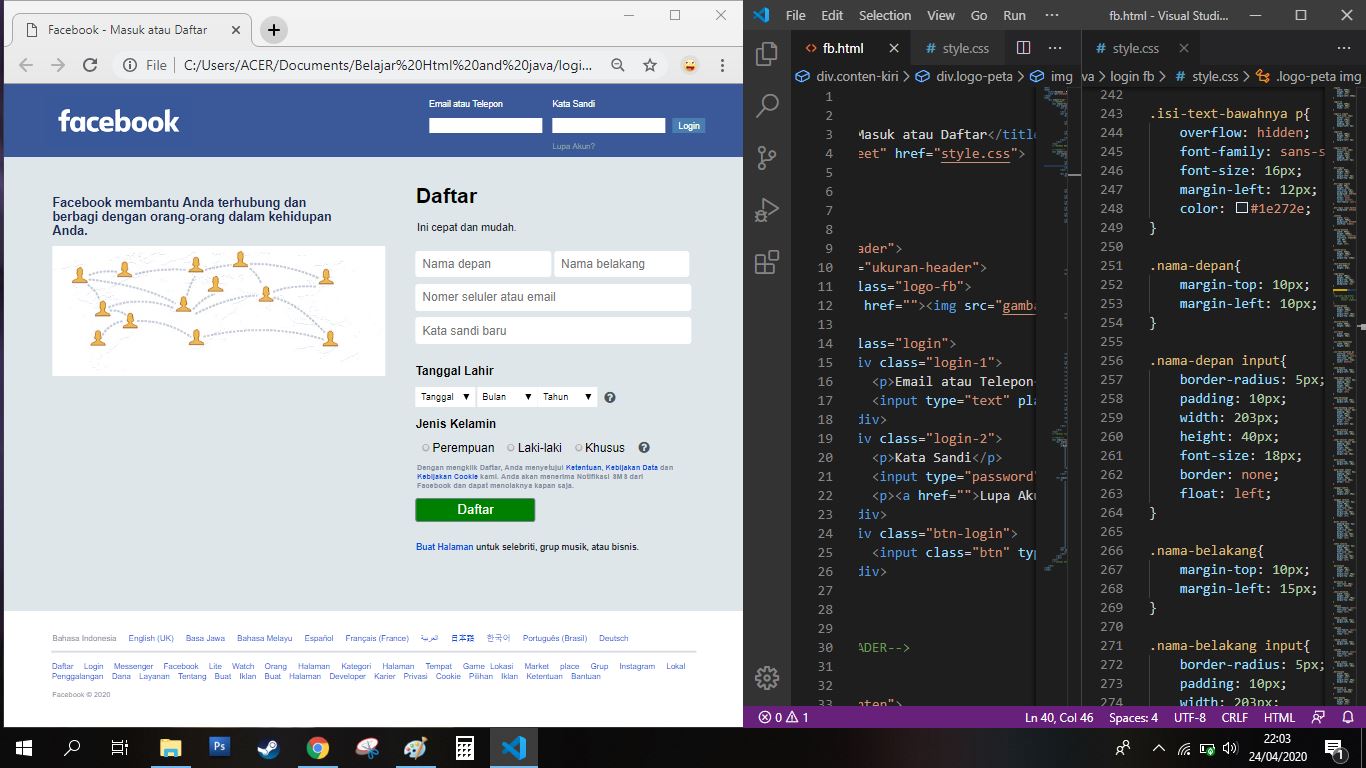 Facebook - Masuk atau Daftar
File
C:/Users/ACER/Documents/Belajar%20Html%20and%20java/logi...
facebook
Email atau Telepon
Kata Sandi
Login
Lupa Akun?
Facebook membantu Anda terhubung dan
berbagi dengan orang-orang dalam kehidupan
Anda.
Daftar
Ini cepat dan mudah.
Nama depan
Nama belakang
Nomer seluler atau email
Kata sandi baru
Tanggal Lahir
Tanggal
Bulan
Tahun
Jenis Kelamin
Perempuan
Laki-laki
Khusus
Dengan mengklik Daftar, Anda menyetujui Ketentuan, Kebijakan Data dan
Kebijakan Cookie kami. Anda akan menerima Notifikasi SMS dari
Facebook dan dapat menolaknya kapan saja.
Daftar
Buat Halaman untuk selebriti, grup musik, atau bisnis.
Bahasa Indonesia English (UK) Basa Jawa Bahasa Melayu Español Français (France) العربية 日本語 한국어 Português (Brasil) Deutsch
Daftar Login Messenger Facebook Lite Watch Orang Halaman Kategori Halaman Tempat Game Lokasi Market place Grup Instagram Lokal
Penggalangan Dana Layanan Tentang Buat Iklan Buat Halaman Developer Karier Privasi Cookie Pilihan Iklan Ketentuan Bantuan
Facebook © 2020
File Edit Selection View Go Run ··· fb.html - Visual Studi...
fb.html
style.css
div.conten-kiri > div.logo-peta > img
1
2
3 Masuk atau Daftar</title
4 eet" href="style.css">
5
6
7
8
9 ader">
10 ="ukuran-header">
11 lass="logo-fb">
12 href=""><img src="gamba
13
14 lass="login">
15 iv class="login-1">
16 <p>Email atau Telepon
17 <input type="text" pla
18 div>
19 iv class="login-2">
20 <p>Kata Sandi</p>
21 <input type="password"
22 <p><a href="">Lupa Aku
23 div>
24 iv class="btn-login">
25 <input class="btn" typ
26 div>
27
28
29
30 ADER-->
31
32
33 nten">
style.css
va > login fb > # style.css > .logo-peta img
242
243 .isi-text-bawahnya p{
244 overflow: hidden;
245 font-family: sans-s
246 font-size: 16px;
247 margin-left: 12px;
248 color: #1e272e;
249 }
250
251 .nama-depan{
252 margin-top: 10px;
253 margin-left: 10px;
254 }
255
256 .nama-depan input{
257 border-radius: 5px;
258 padding: 10px;
259 width: 203px;
260 height: 40px;
261 font-size: 18px;
262 border: none;
263 float: left;
264 }
265
266 .nama-belakang{
267 margin-top: 10px;
268 margin-left: 15px;
269 }
270
271 .nama-belakang input{
272 border-radius: 5px;
273 padding: 10px;
274 width: 203px;
0 1
Ln 40, Col 46 Spaces: 4 UTF-8 CRLF HTML
Ps
22:03
24/04/2020
1